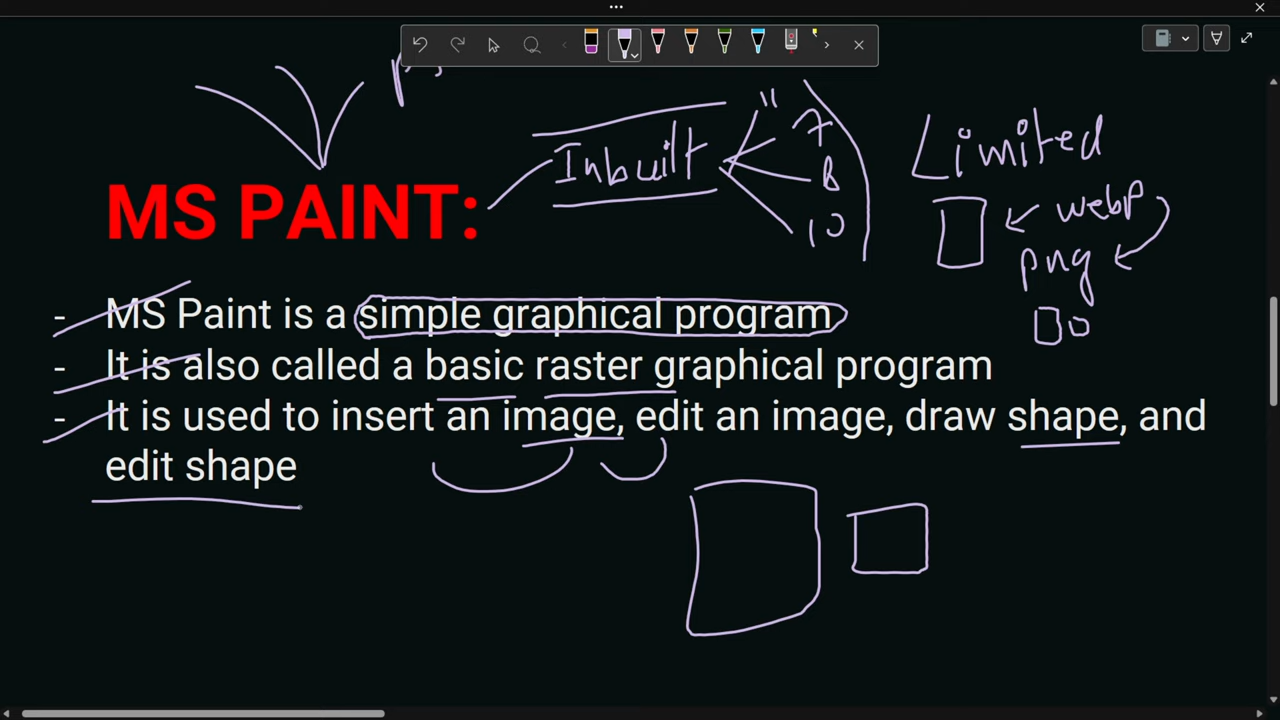 Inbuilt
11
7
8
10
Limited
webp
png
MS PAINT:
- MS Paint is a simple graphical program
- It is also called a basic raster graphical program
- It is used to insert an image, edit an image, draw shape, and
edit shape